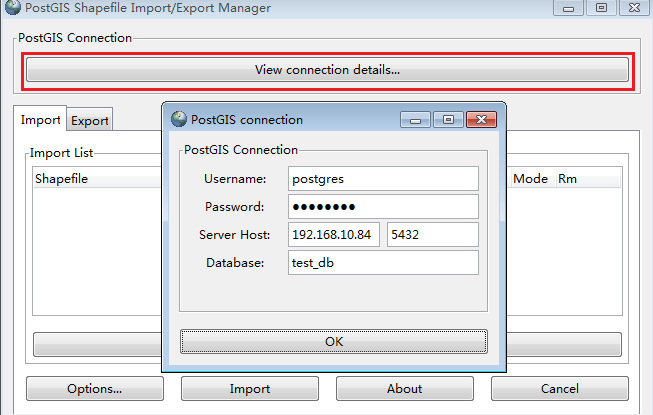 PostGIS Shapefile Import/Export Manager
PostGIS Connection
View connection details...
Import Export
Import List
Shapefile Mode Rm
PostGIS connection
PostGIS Connection
Username: postgres
Password: ●●●●●●●●
Server Host: 192.168.10.84 5432
Database: test_db
OK
Options... Import About Cancel